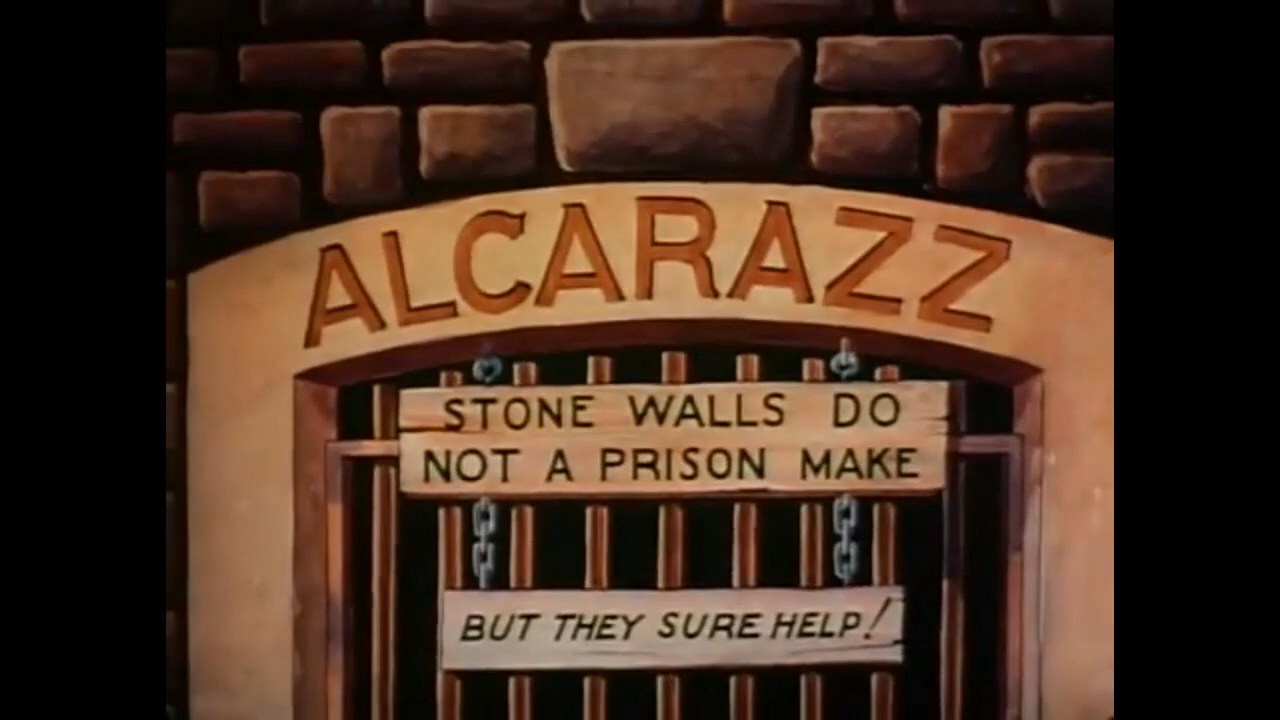 ALCARAZZ
STONE WALLS DO
NOT A PRISON MAKE
BUT THEY SURE HELP!